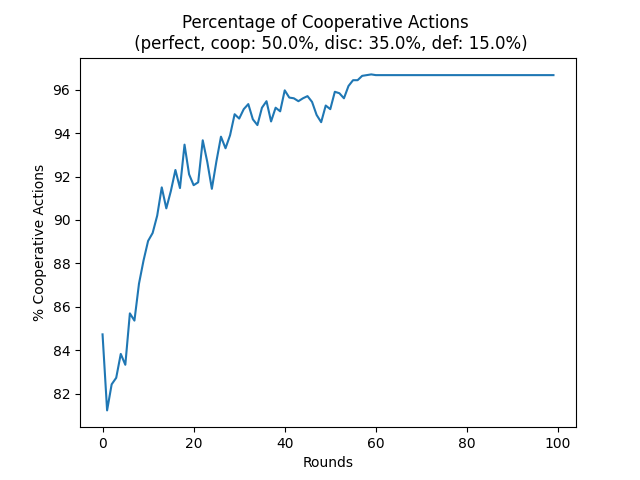 Percentage of Cooperative Actions
(perfect, coop: 50.0%, disc: 35.0%, def: 15.0%)
96
94
92
90
88
86
84
82
% Cooperative Actions
0 20 40 60 80 100
Rounds